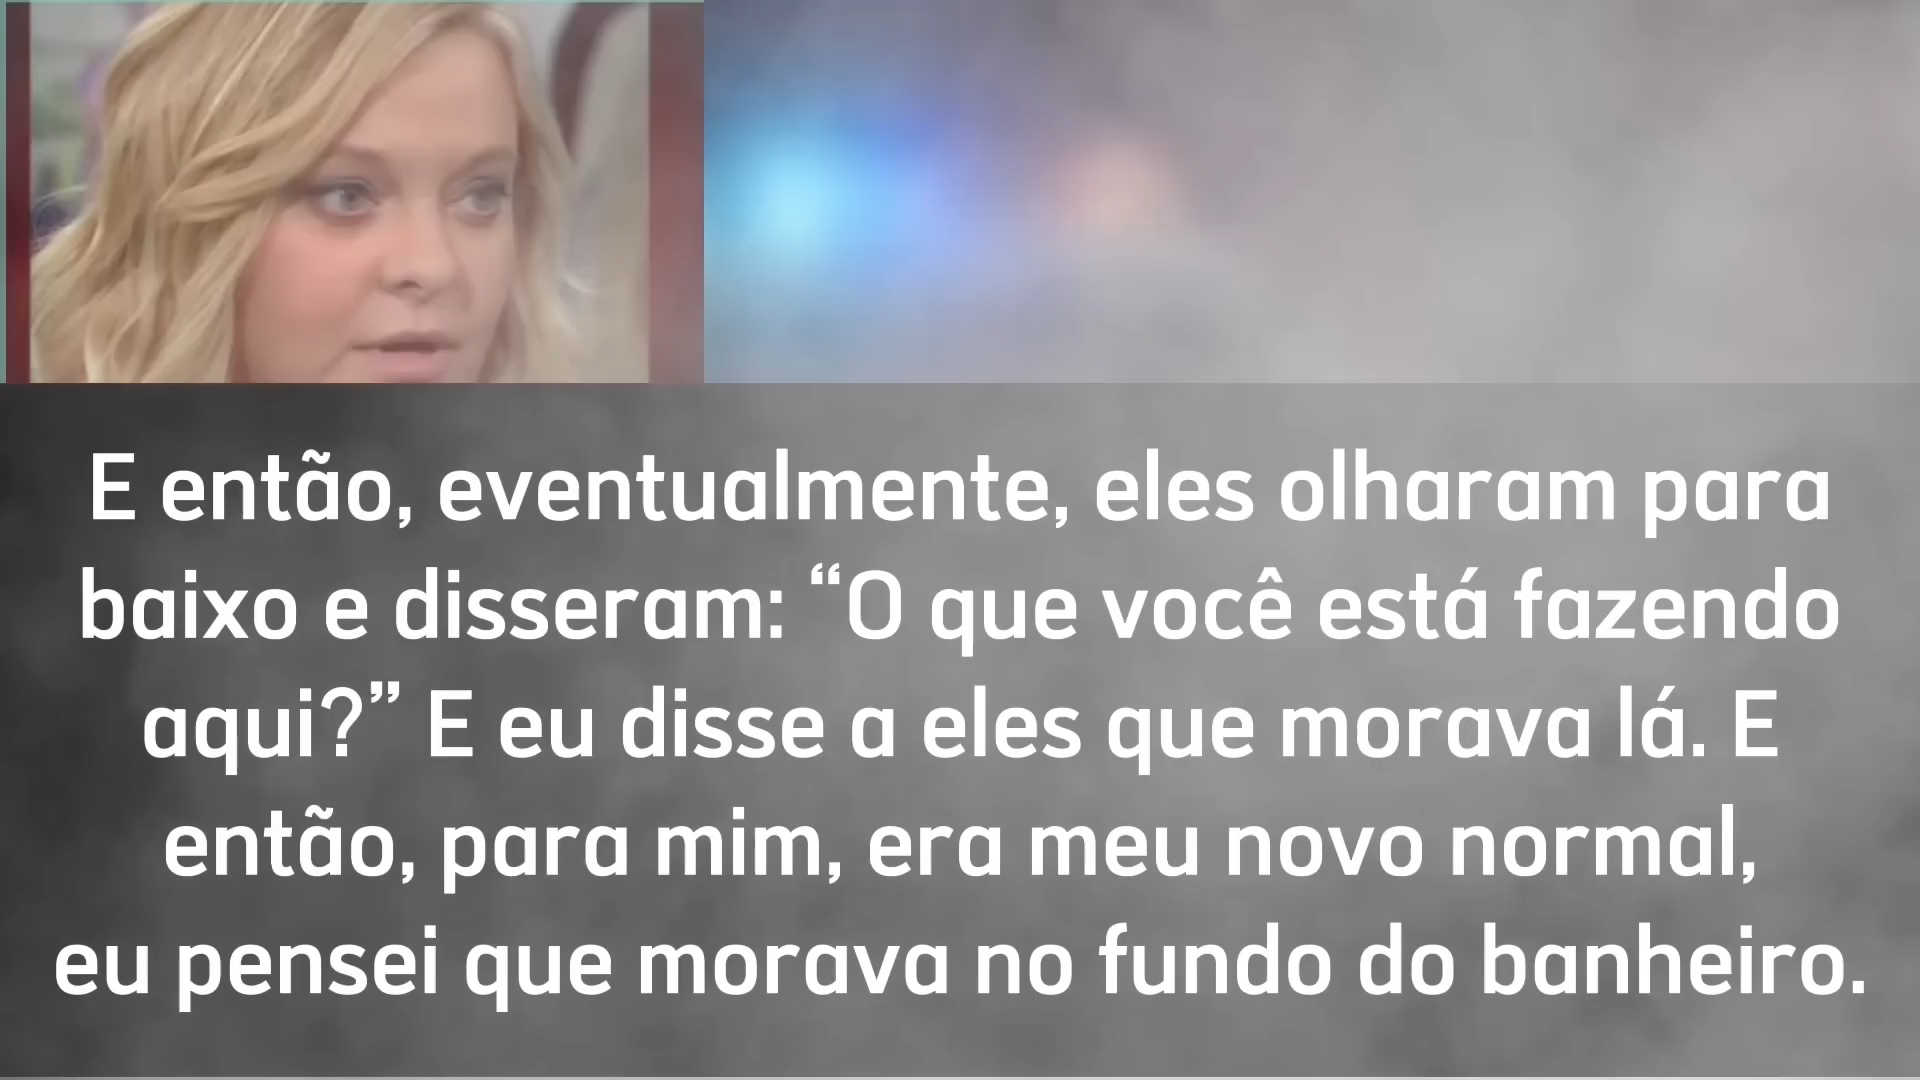 E então, eventualmente, eles olharam para
baixo e disseram: “O que você está fazendo
aqui?” E eu disse a eles que morava lá. E
então, para mim, era meu novo normal,
eu pensei que morava no fundo do banheiro.